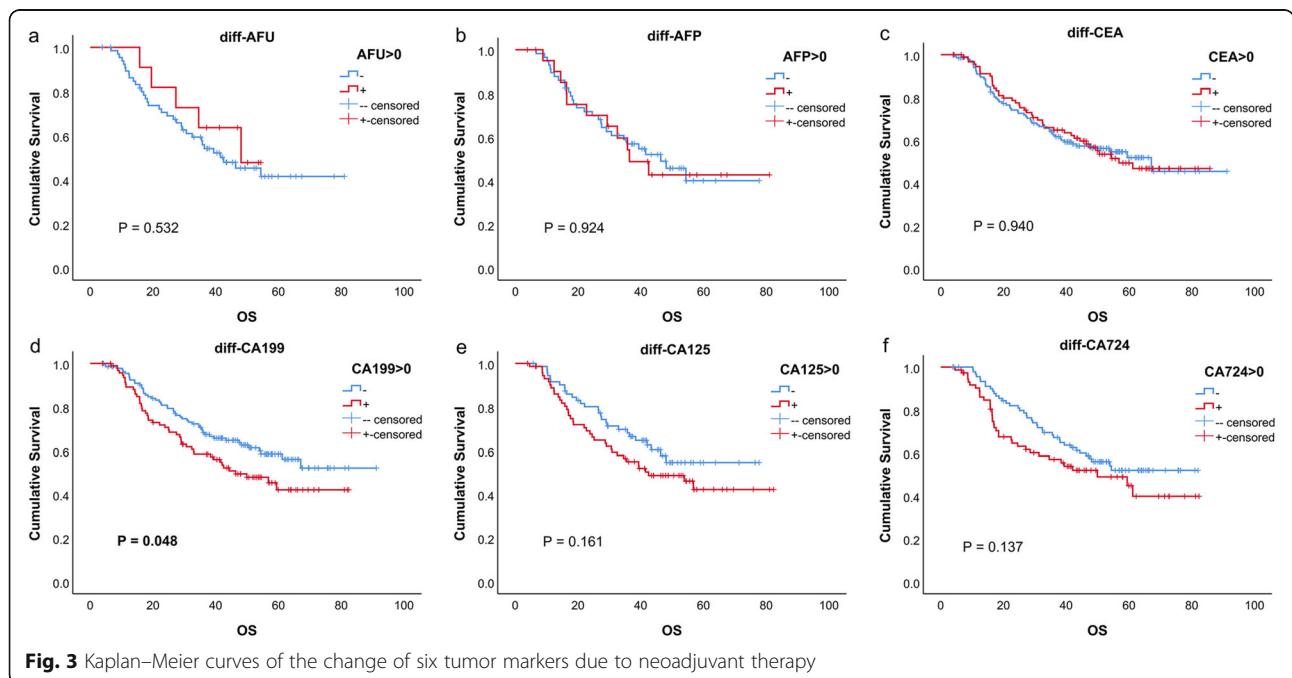 a
diff-AFU
AFU>0
-
+
-- censored
+-censored
Cumulative Survival
1.0
0.8
0.6
0.4
0.2
0.0
P = 0.532
0 20 40 60 80 100
OS
b
diff-AFP
AFP>0
-
+
-- censored
+-censored
Cumulative Survival
1.0
0.8
0.6
0.4
0.2
0.0
P = 0.924
0 20 40 60 80 100
OS
c
diff-CEA
CEA>0
-
+
-- censored
+-censored
Cumulative Survival
1.0
0.8
0.6
0.4
0.2
0.0
P = 0.940
0 20 40 60 80 100
OS
d
diff-CA199
CA199>0
-
+
-- censored
+-censored
Cumulative Survival
1.0
0.8
0.6
0.4
0.2
0.0
P = 0.048
0 20 40 60 80 100
OS
e
diff-CA125
CA125>0
-
+
-- censored
+-censored
Cumulative Survival
1.0
0.8
0.6
0.4
0.2
0.0
P = 0.161
0 20 40 60 80 100
OS
f
diff-CA724
CA724>0
-
+
-- censored
+-censored
Cumulative Survival
1.0
0.8
0.6
0.4
0.2
0.0
P = 0.137
0 20 40 60 80 100
OS
Fig. 3 Kaplan–Meier curves of the change of six tumor markers due to neoadjuvant therapy